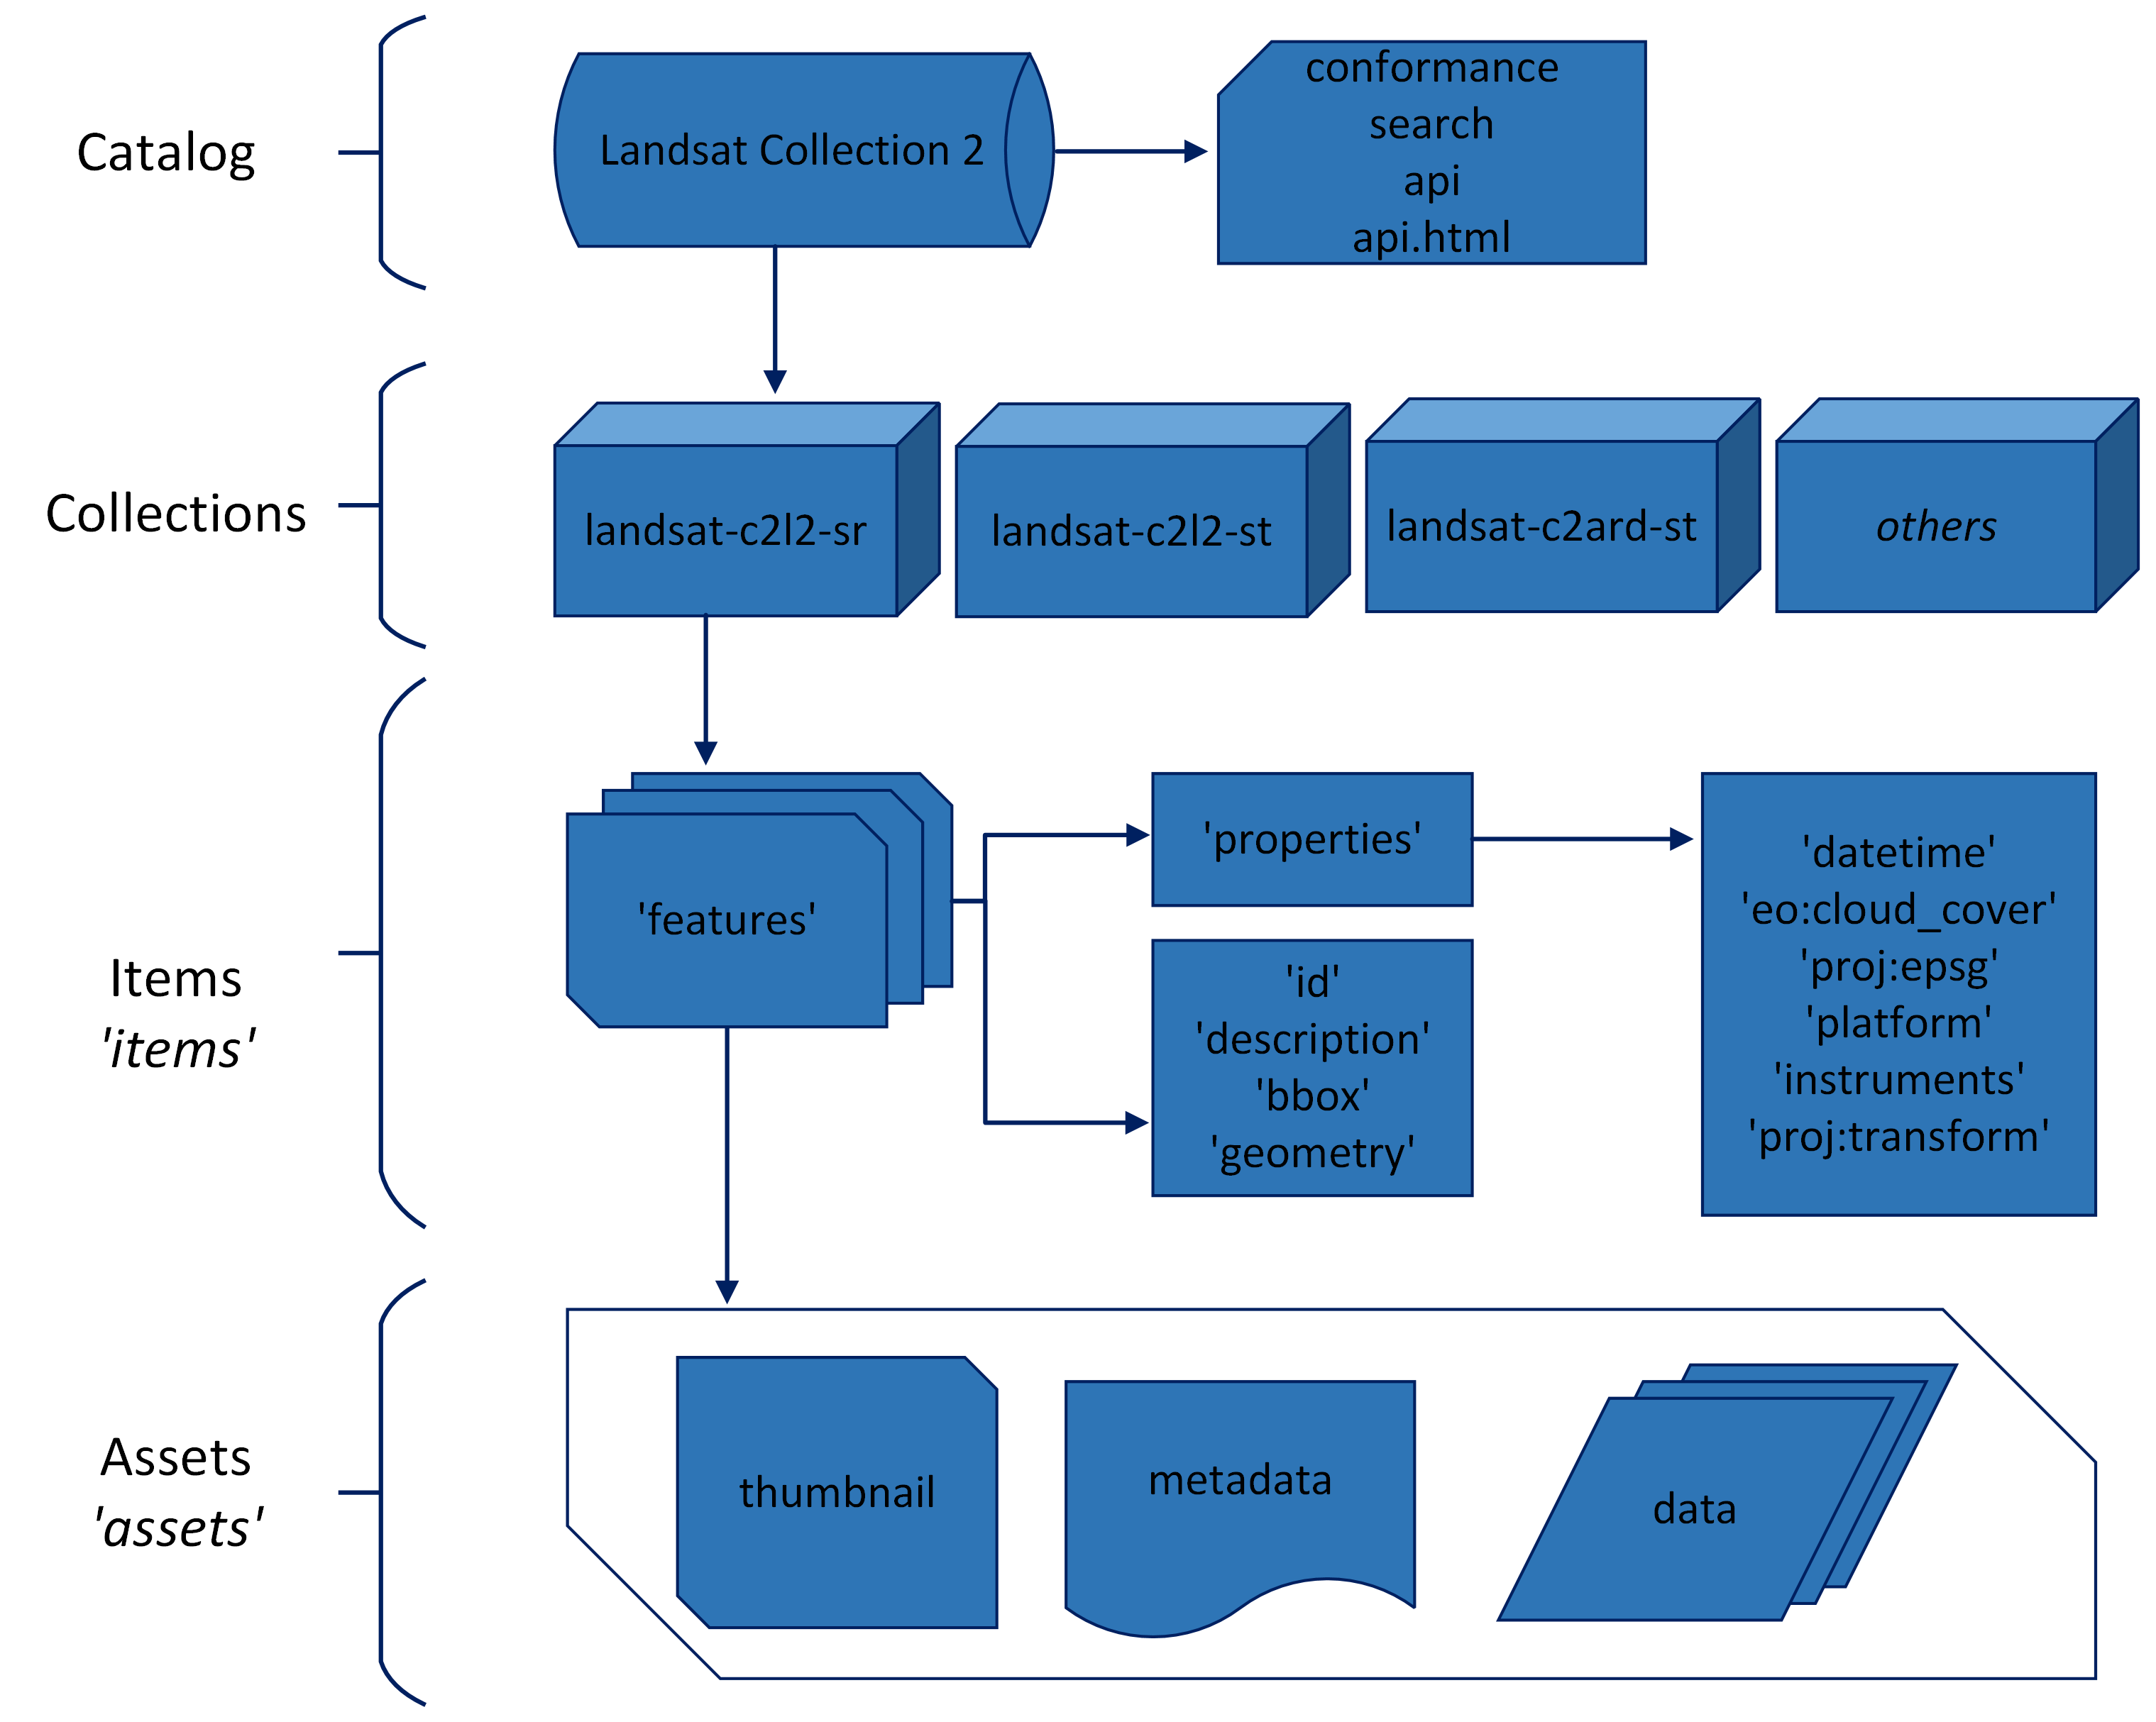 Catalog
Landsat Collection 2
conformance
search
api
api.html
Collections
landsat-c2l2-sr
landsat-c2l2-st
landsat-c2ard-st
others
Items
'items'
'features'
'properties'
'id'
'description'
'bbox'
'geometry'
'datetime'
'eo:cloud_cover'
'proj:epsg'
'platform'
'instruments'
'proj:transform'
Assets
'assets'
thumbnail
metadata
data